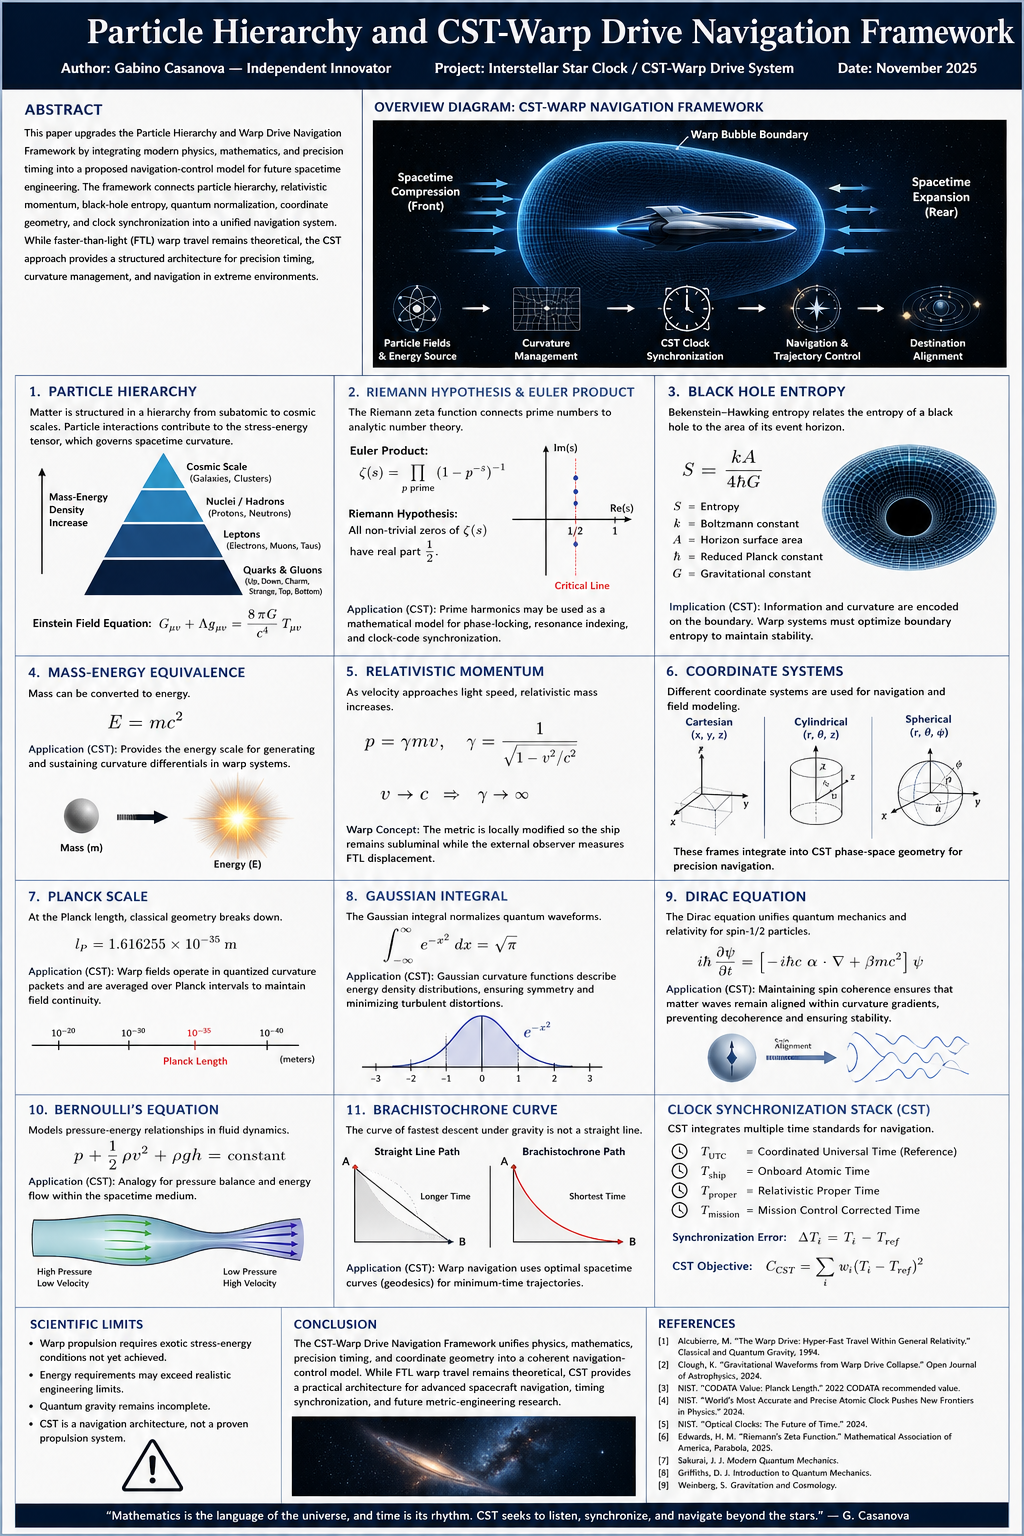 Particle Hierarchy and CST-Warp Drive Navigation Framework
Author: Gabino Casanova — Independent Innovator
Project: Interstellar Star Clock / CST-Warp Drive System
Date: November 2025
ABSTRACT
This paper upgrades the Particle Hierarchy and Warp Drive Navigation
Framework by integrating modern physics, mathematics, and precision
timing into a proposed navigation-control model for future spacetime
engineering. The framework connects particle hierarchy, relativistic
momentum, black-hole entropy, quantum normalization, coordinate
geometry, and clock synchronization into a unified navigation system.
While faster-than-light (FTL) warp travel remains theoretical, the CST
approach provides a structured architecture for precision timing,
curvature management, and navigation in extreme environments.
OVERVIEW DIAGRAM: CST-WARP NAVIGATION FRAMEWORK
Warp Bubble Boundary
Spacetime
Compression
(Front)
Spacetime
Expansion
(Rear)
Particle Fields
& Energy Source
Curvature
Management
CST Clock
Synchronization
Navigation &
Trajectory Control
Destination
Alignment
1. PARTICLE HIERARCHY
Matter is structured in a hierarchy from subatomic to cosmic
scales. Particle interactions contribute to the stress-energy
tensor, which governs spacetime curvature.
Mass-Energy
Density
Increase
Cosmic Scale
(Galaxies, Clusters)
Nuclei / Hadrons
(Protons, Neutrons)
Leptons
(Electrons, Muons, Taus)
Quarks & Gluons
(Up, Down, Charm,
Strange, Top, Bottom)
Einstein Field Equation: G_μν + Λg_μν = 8πG/c⁴ T_μν
2. RIEMANN HYPOTHESIS & EULER PRODUCT
The Riemann zeta function connects prime numbers to
analytic number theory.
Euler Product:
ζ(s) = ∏ (1 − p⁻ˢ)⁻¹
p prime
Riemann Hypothesis:
All non-trivial zeros of ζ(s)
have real part 1/2.
Im(s)
Re(s)
1/2
1
Critical Line
Application (CST): Prime harmonics may be used as a
mathematical model for phase-locking, resonance indexing,
and clock-code synchronization.
3. BLACK HOLE ENTROPY
Bekenstein–Hawking entropy relates the entropy of a black
hole to the area of its event horizon.
S = kA/4ħG
S = Entropy
k = Boltzmann constant
A = Horizon surface area
ħ = Reduced Planck constant
G = Gravitational constant
Implication (CST): Information and curvature are encoded
on the boundary. Warp systems must optimize boundary
entropy to maintain stability.
4. MASS-ENERGY EQUIVALENCE
Mass can be converted to energy.
E = mc²
Application (CST): Provides the energy scale for generating
and sustaining curvature differentials in warp systems.
Mass (m)
Energy (E)
5. RELATIVISTIC MOMENTUM
As velocity approaches light speed, relativistic mass
increases.
p = γmv, γ = 1/√(1 − v²/c²)
v → c ⇒ γ → ∞
Warp Concept: The metric is locally modified so the ship
remains subluminal while the external observer measures
FTL displacement.
6. COORDINATE SYSTEMS
Different coordinate systems are used for navigation and
field modeling.
Cartesian
(x, y, z)
Cylindrical
(r, θ, z)
Spherical
(r, θ, φ)
y
x
z
y
x
These frames integrate into CST phase-space geometry for
precision navigation.
7. PLANCK SCALE
At the Planck length, classical geometry breaks down.
l_P = 1.616255 × 10⁻³⁵ m
Application (CST): Warp fields operate in quantized curvature
packets and are averaged over Planck intervals to maintain
field continuity.
10⁻²⁰
10⁻³⁰
10⁻³⁵
10⁻⁴⁰
Planck Length
(meters)
8. GAUSSIAN INTEGRAL
The Gaussian integral normalizes quantum waveforms.
∫_−∞^∞ e^−x² dx = √π
Application (CST): Gaussian curvature functions describe
energy density distributions, ensuring symmetry and
minimizing turbulent distortions.
e^−x²
−3 −2 −1 0 1 2 3
9. DIRAC EQUATION
The Dirac equation unifies quantum mechanics and
relativity for spin-1/2 particles.
iħ ∂ψ/∂t = [−iħc α · ∇ + βmc²] ψ
Application (CST): Maintaining spin coherence ensures that
matter waves remain aligned within curvature gradients,
preventing decoherence and ensuring stability.
Alignment
10. BERNOULLI’S EQUATION
Models pressure-energy relationships in fluid dynamics.
p + 1/2 ρv² + ρgh = constant
Application (CST): Analogy for pressure balance and energy
flow within the spacetime medium.
High Pressure
Low Velocity
Low Pressure
High Velocity
11. BRACHISTOCHRONE CURVE
The curve of fastest descent under gravity is not a straight line.
Straight Line Path
A
Longer Time
B
Brachistochrone Path
A
Shortest Time
B
Application (CST): Warp navigation uses optimal spacetime
curves (geodesics) for minimum-time trajectories.
CLOCK SYNCHRONIZATION STACK (CST)
CST integrates multiple time standards for navigation.
T_UTC = Coordinated Universal Time (Reference)
T_ship = Onboard Atomic Time
T_proper = Relativistic Proper Time
T_mission = Mission Control Corrected Time
Synchronization Error: ΔT_i = T_i − T_ref
CST Objective: C_CST = ∑_i w_i(T_i − T_ref)²
SCIENTIFIC LIMITS
• Warp propulsion requires exotic stress-energy
conditions not yet achieved.
• Energy requirements may exceed realistic
engineering limits.
• Quantum gravity remains incomplete.
• CST is a navigation architecture, not a proven
propulsion system.
CONCLUSION
The CST-Warp Drive Navigation Framework unifies physics, mathematics,
precision timing, and coordinate geometry into a coherent navigation-
control model. While FTL warp travel remains theoretical, CST provides
a practical architecture for advanced spacecraft navigation, timing
synchronization, and future metric-engineering research.
REFERENCES
[1] Alcubierre, M. “The Warp Drive: Hyper-Fast Travel Within General Relativity.”
Classical and Quantum Gravity, 1994.
[2] Clough, K. “Gravitational Waveforms from Warp Drive Collapse.” Open Journal
of Astrophysics, 2024.
[3] NIST. “CODATA Value: Planck Length.” 2022 CODATA recommended value.
[4] NIST. “World’s Most Accurate and Precise Atomic Clock Pushes New Frontiers
in Physics.” 2024.
[5] NIST. “Optical Clocks: The Future of Time.” 2024.
[6] Edwards, H. M. “Riemann’s Zeta Function.” Mathematical Association of
America, Parabola, 2025.
[7] Sakurai, J. J. Modern Quantum Mechanics.
[8] Griffiths, D. J. Introduction to Quantum Mechanics.
[9] Weinberg, S. Gravitation and Cosmology.
“Mathematics is the language of the universe, and time is its rhythm. CST seeks to listen, synchronize, and navigate beyond the stars.” — G. Casanova